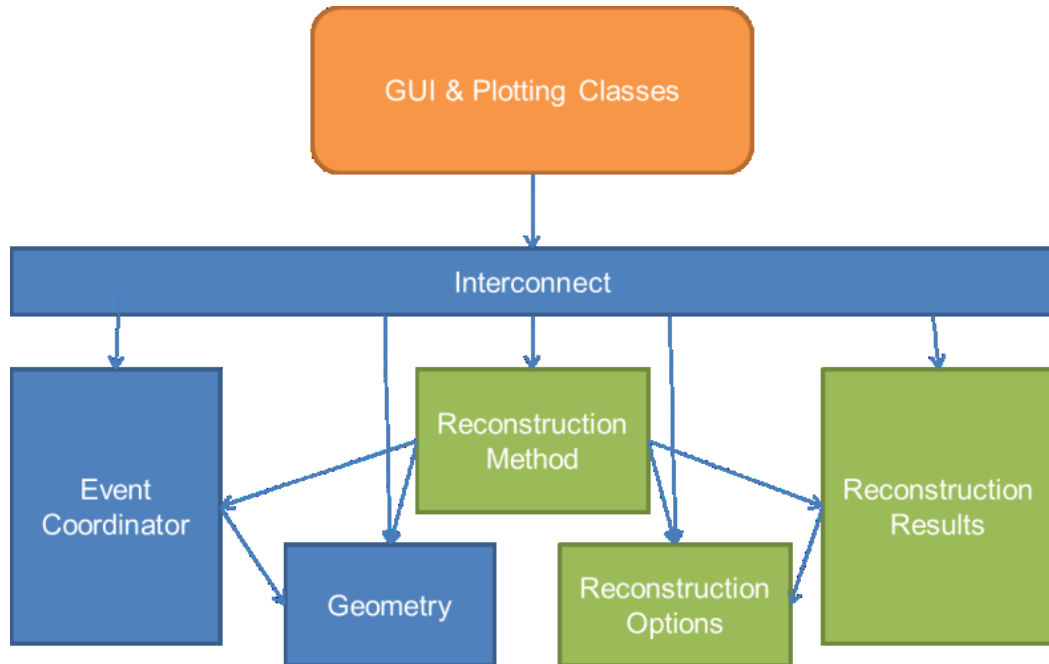 GUI & Plotting Classes
Interconnect
Event
Coordinator
Reconstruction
Method
Reconstruction
Results
Geometry
Reconstruction
Options